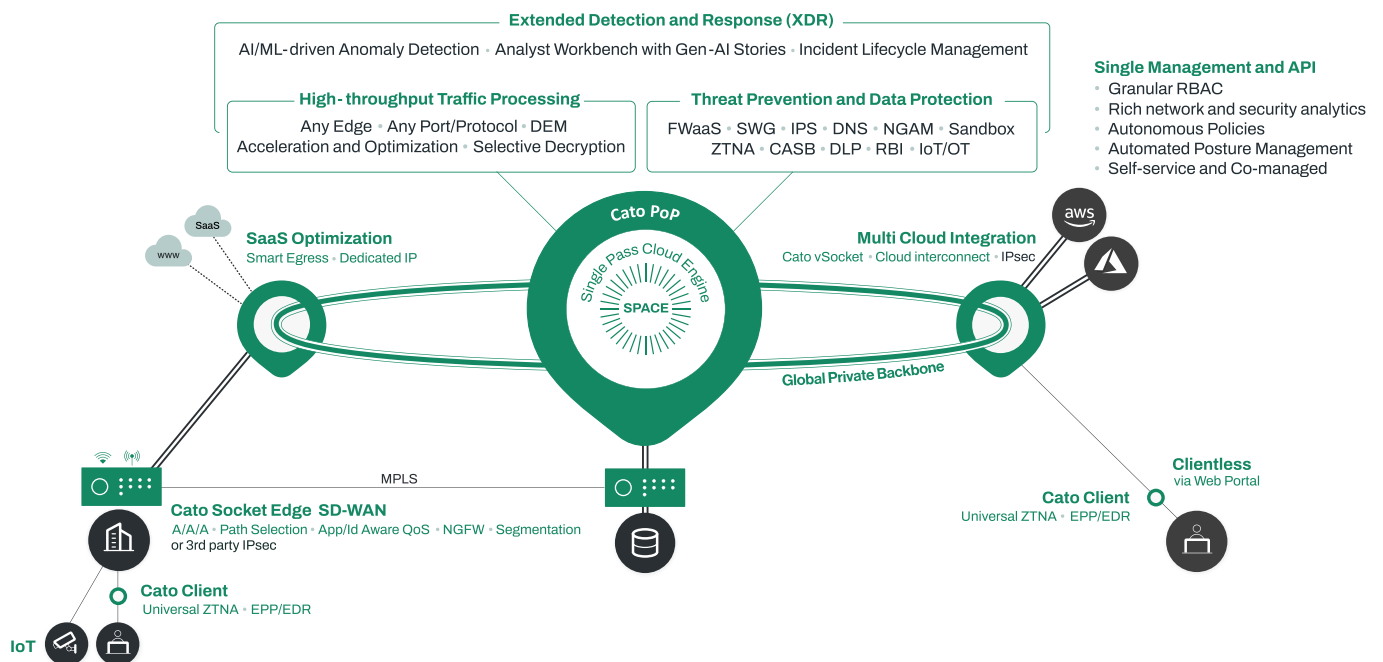 Extended Detection and Response (XDR)
AI/ML-driven Anomaly Detection • Analyst Workbench with Gen-AI Stories • Incident Lifecycle Management
High-throughput Traffic Processing
Any Edge • Any Port/Protocol • DEM
Acceleration and Optimization • Selective Decryption
Threat Prevention and Data Protection
FWaaS • SWG • IPS • DNS • NGAM • Sandbox
ZTNA • CASB • DLP • RBI • IoT/OT
Single Management and API
• Granular RBAC
• Rich network and security analytics
• Autonomous Policies
• Automated Posture Management
• Self-service and Co-managed
SaaS
www
SaaS Optimization
Smart Egress • Dedicated IP
Cato PoP
Single Pass Cloud Engine
SPACE
Multi Cloud Integration
Cato vSocket • Cloud interconnect • IPsec
aws
Global Private Backbone
MPLS
Cato Socket Edge SD-WAN
A/A/A • Path Selection • App/Id Aware QoS • NGFW • Segmentation
or 3rd party IPsec
Cato Client
Universal ZTNA • EPP/EDR
IoT
Clientless
via Web Portal
Cato Client
Universal ZTNA • EPP/EDR